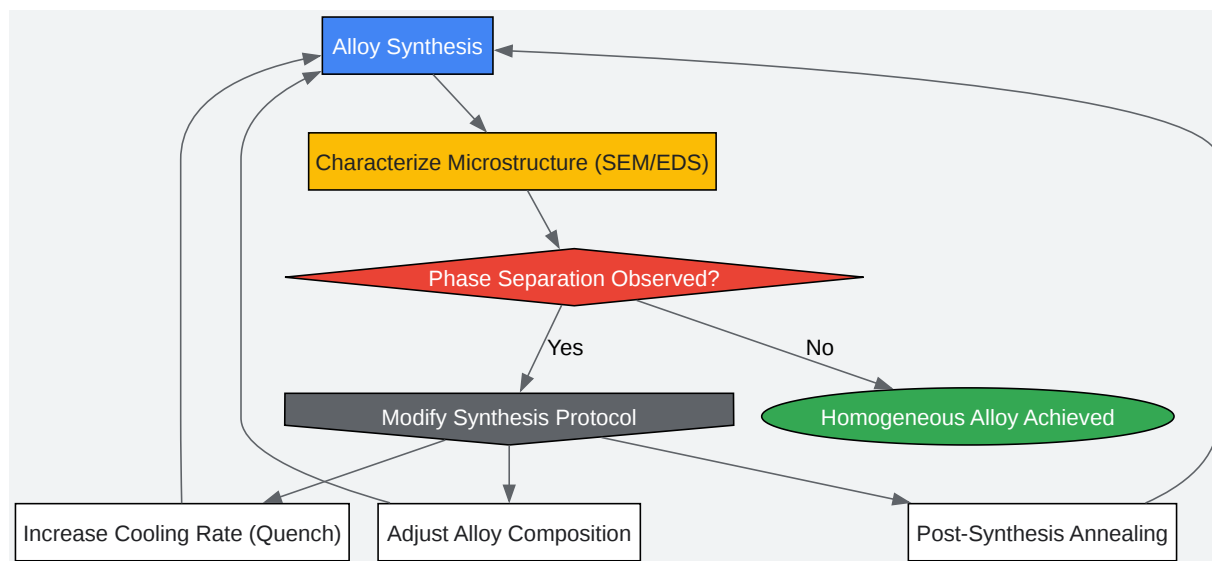 Alloy Synthesis
Characterize Microstructure (SEM/EDS)
Phase Separation Observed?
Yes
No
Modify Synthesis Protocol
Homogeneous Alloy Achieved
Increase Cooling Rate (Quench)
Adjust Alloy Composition
Post-Synthesis Annealing